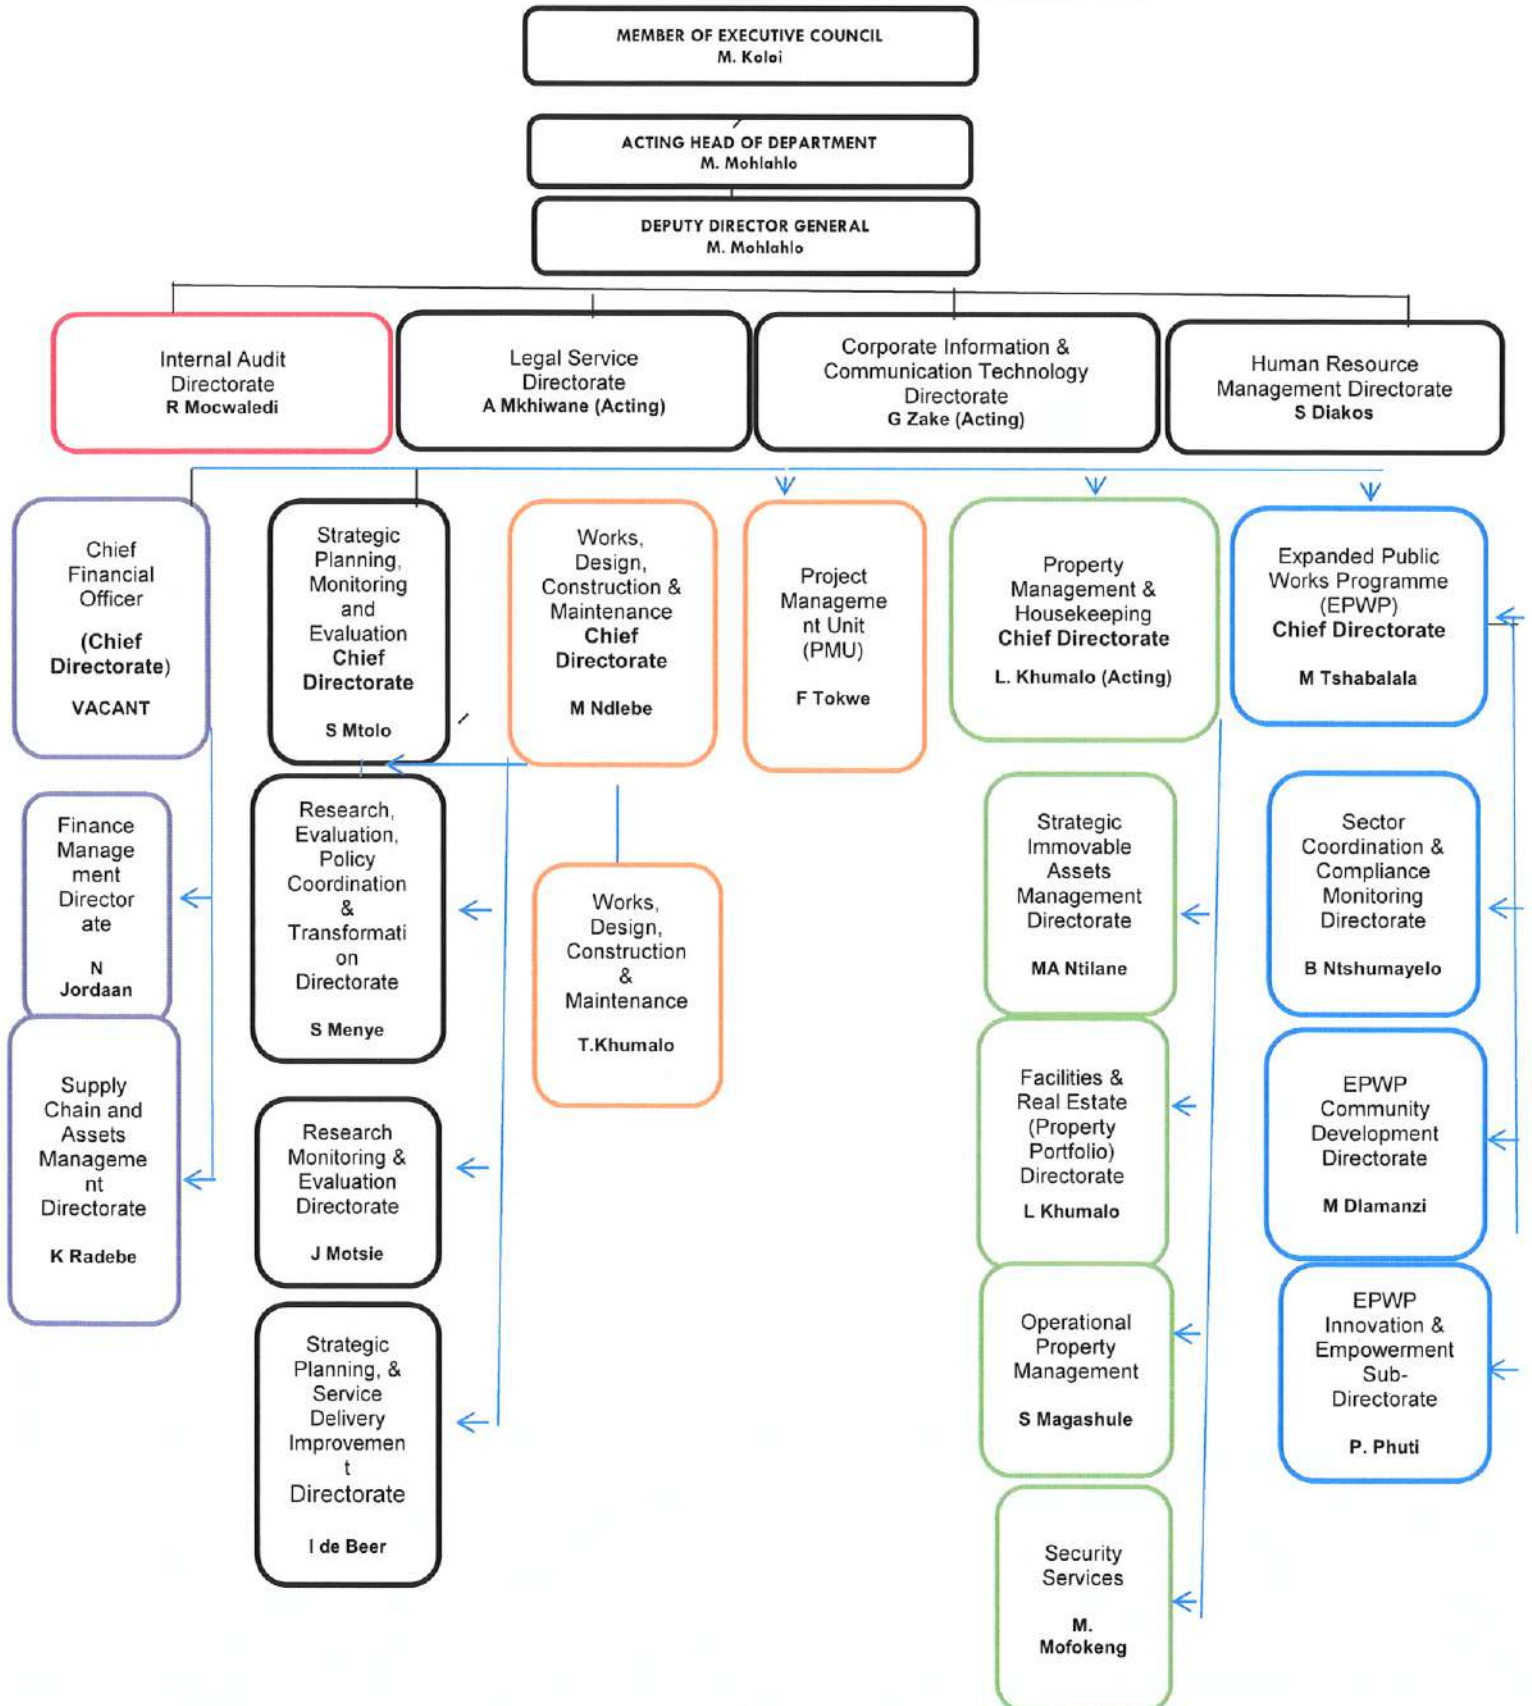 MEMBER OF EXECUTIVE COUNCIL
M. Koloi
ACTING HEAD OF DEPARTMENT
M. Mohlahlo
DEPUTY DIRECTOR GENERAL
M. Mohlahlo
Internal Audit
Directorate
R Mocwaledi
Legal Service
Directorate
A Mkhiwane (Acting)
Corporate Information &
Communication Technology
Directorate
G Zake (Acting)
Human Resource
Management Directorate
S Diakos
Chief
Financial
Officer
(Chief
Directorate)
VACANT
Strategic
Planning,
Monitoring
and
Evaluation
Chief
Directorate
S Mtolo
Works,
Design,
Construction &
Maintenance
Chief
Directorate
M Ndlebe
Project
Manageme
nt Unit
(PMU)
F Tokwe
Property
Management &
Housekeeping
Chief Directorate
L. Khumalo (Acting)
Expanded Public
Works Programme
(EPWP)
Chief Directorate
M Tshabalala
Finance
Manage
ment
Director
ate
N
Jordaan
Supply
Chain and
Assets
Manageme
nt
Directorate
K Radebe
Research,
Evaluation,
Policy
Coordination
&
Transformati
on
Directorate
S Menye
Research
Monitoring &
Evaluation
Directorate
J Motsie
Strategic
Planning, &
Service
Delivery
Improvemen
t
Directorate
I de Beer
Works,
Design,
Construction
&
Maintenance
T.Khumalo
Strategic
Immovable
Assets
Management
Directorate
MA Ntilane
Facilities &
Real Estate
(Property
Portfolio)
Directorate
L Khumalo
Operational
Property
Management
S Magashule
Security
Services
M.
Mofokeng
Sector
Coordination &
Compliance
Monitoring
Directorate
B Ntshumayelo
EPWP
Community
Development
Directorate
M Dlamanzi
EPWP
Innovation &
Empowerment
Sub-
Directorate
P. Phuti